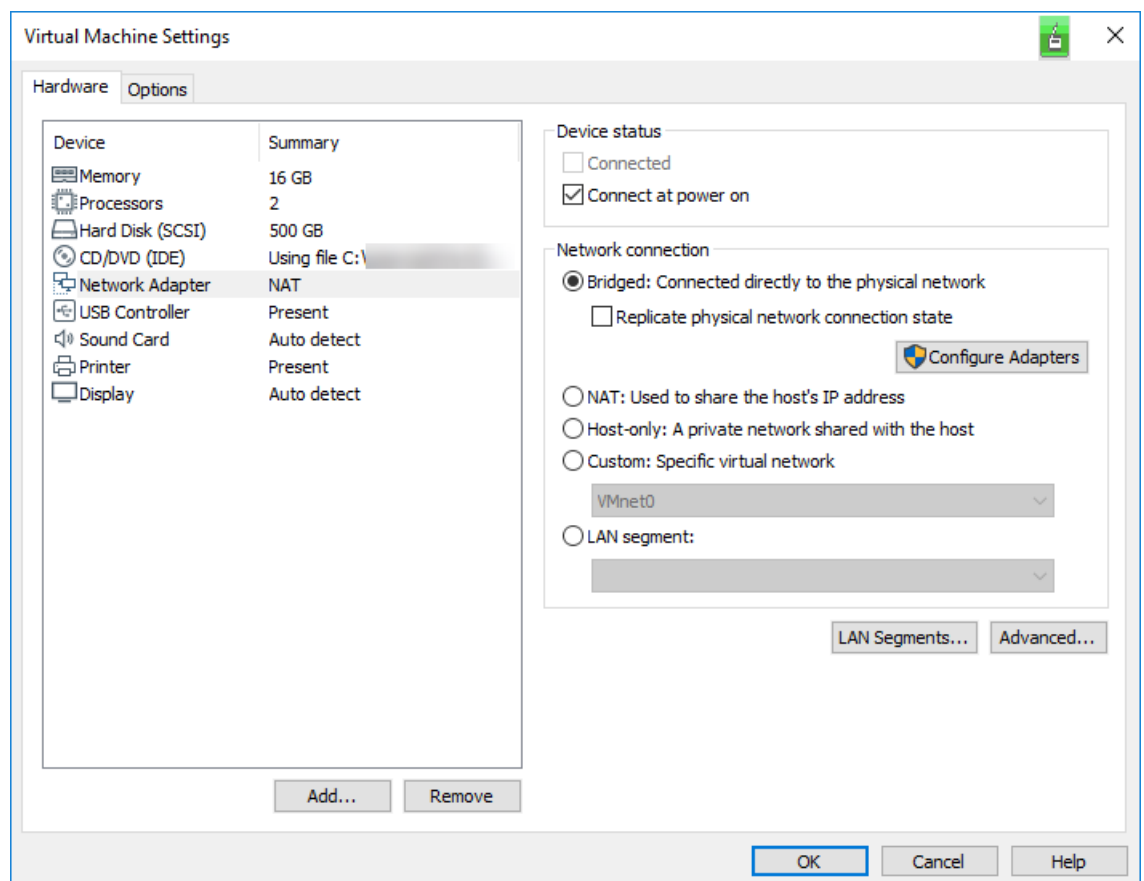 Virtual Machine Settings
Hardware
Options
Device Summary
Memory 16 GB
Processors 2
Hard Disk (SCSI) 500 GB
CD/DVD (IDE) Using file C:\
Network Adapter NAT
USB Controller Present
Sound Card Auto detect
Printer Present
Display Auto detect
Add...
Remove
Device status
Connected
Connect at power on
Network connection
Bridged: Connected directly to the physical network
Replicate physical network connection state
Configure Adapters
NAT: Used to share the host's IP address
Host-only: A private network shared with the host
Custom: Specific virtual network
VMnet0
LAN segment:
LAN Segments...
Advanced...
OK
Cancel
Help